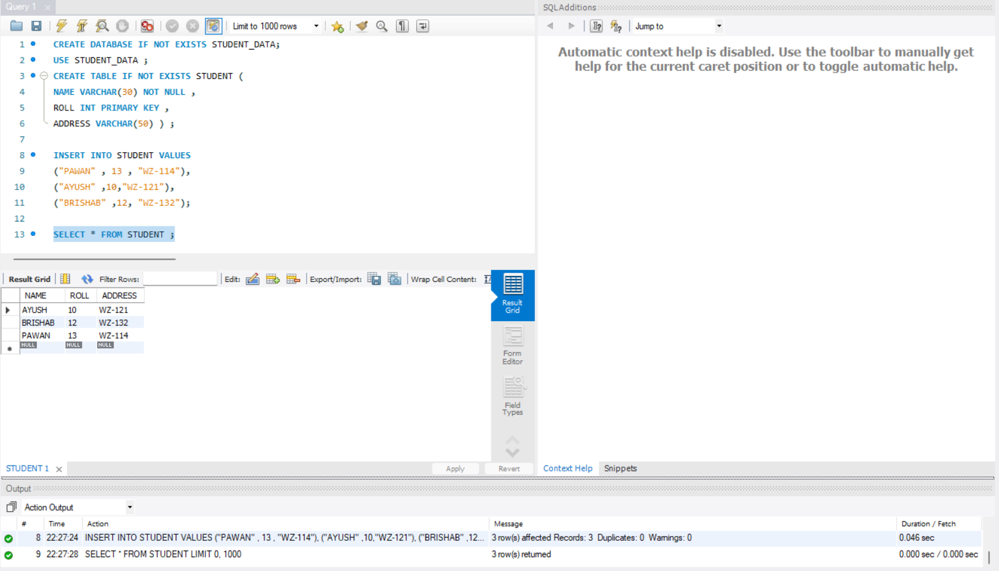 Query 1
SQLAdditions
Limit to 1000 rows
Jump to
1 CREATE DATABASE IF NOT EXISTS STUDENT_DATA;
2 USE STUDENT_DATA ;
3 CREATE TABLE IF NOT EXISTS STUDENT (
4 NAME VARCHAR(30) NOT NULL ,
5 ROLL INT PRIMARY KEY ,
6 ADDRESS VARCHAR(50) ) ;
7
8 INSERT INTO STUDENT VALUES
9 ("PAWAN" , 13 , "WZ-114"),
10 ("AYUSH" ,10,"WZ-121"),
11 ("BRISHAB" ,12, "WZ-132");
12
13 SELECT * FROM STUDENT ;
Automatic context help is disabled. Use the toolbar to manually get
help for the current caret position or to toggle automatic help.
Result Grid Filter Rows: Edit: Export/Import: Wrap Cell Content:
NAME ROLL ADDRESS
AYUSH 10 WZ-121
BRISHAB 12 WZ-132
PAWAN 13 WZ-114
NULL NULL NULL
Result
Grid
Form
Editor
Field
Types
STUDENT 1
Apply Revert
Context Help Snippets
Output
Action Output
# Time Action Message Duration / Fetch
8 22:27:24 INSERT INTO STUDENT VALUES ("PAWAN" , 13 , "WZ-114"), ("AYUSH" ,10,"WZ-121"), ("BRISHAB" ,12... 3 row(s) affected Records: 3 Duplicates: 0 Warnings: 0 0.046 sec
9 22:27:28 SELECT * FROM STUDENT LIMIT 0, 1000 3 row(s) returned 0.000 sec / 0.000 sec